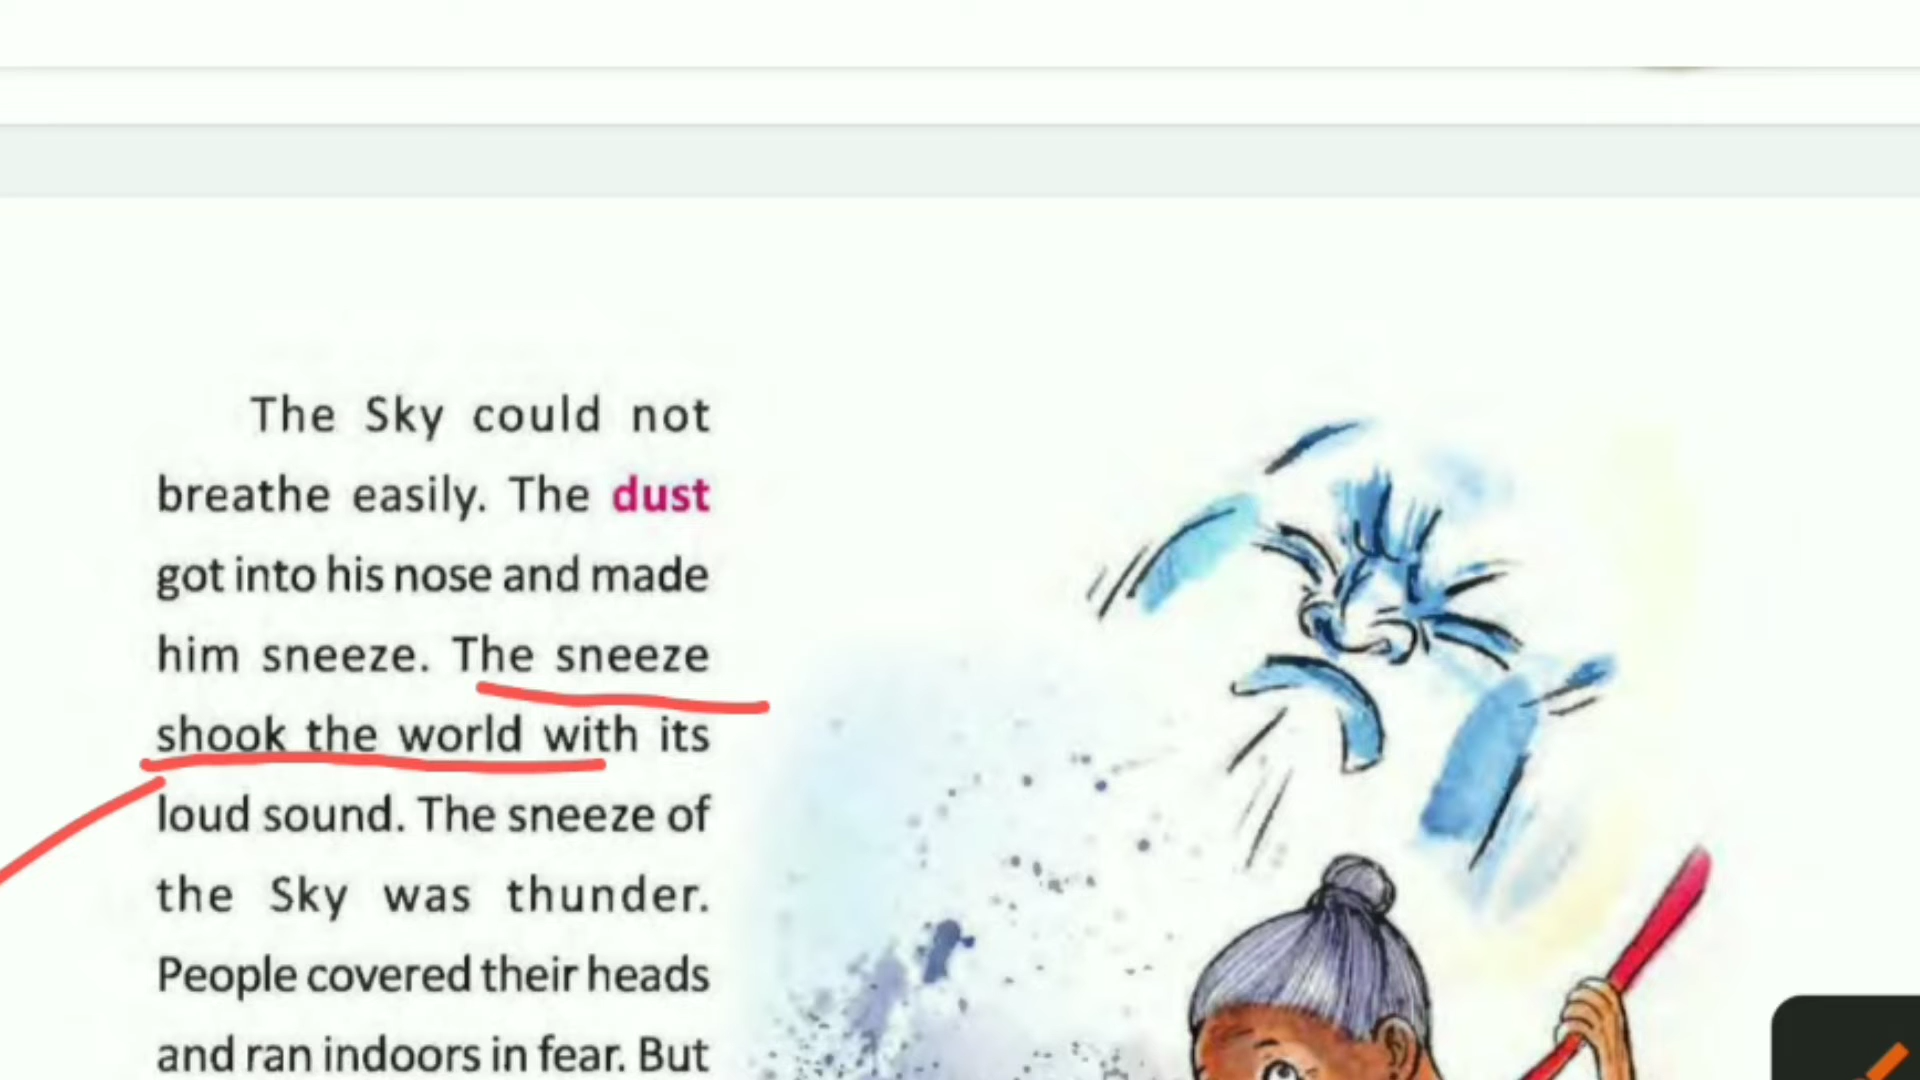 The Sky could not
breathe easily. The dust
got into his nose and made
him sneeze. The sneeze
shook the world with its
loud sound. The sneeze of
the Sky was thunder.
People covered their heads
and ran indoors in fear. But